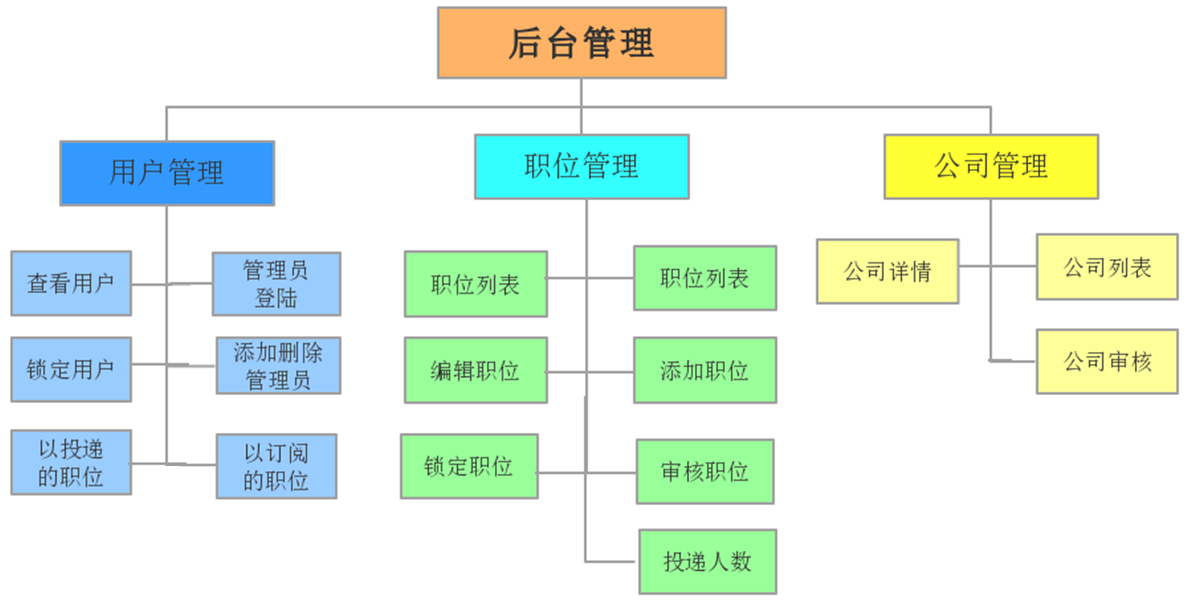 后台管理
用户管理
职位管理
公司管理
查看用户
管理员
登陆
锁定用户
添加删除
管理员
以投递
的职位
以订阅
的职位
职位列表
职位列表
编辑职位
添加职位
锁定职位
审核职位
投递人数
公司详情
公司列表
公司审核